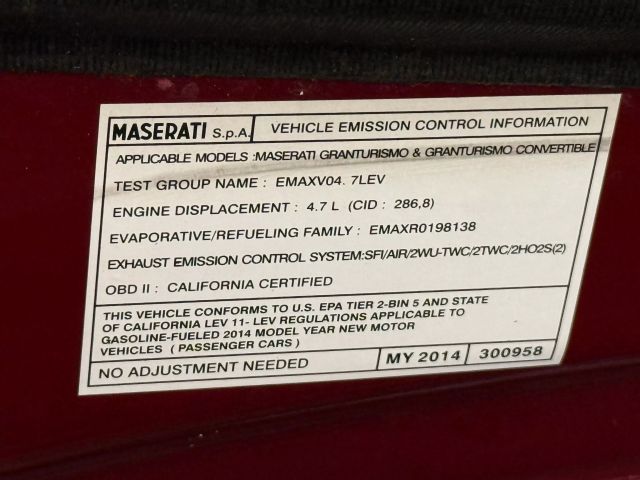 MASERATI S.p.A. VEHICLE EMISSION CONTROL INFORMATION
APPLICABLE MODELS :MASERATI GRANTURISMO & GRANTURISMO CONVERTIBLE
TEST GROUP NAME : EMAXV04. 7LEV
ENGINE DISPLACEMENT : 4.7 L (CID : 286,8)
EVAPORATIVE/REFUELING FAMILY : EMAXR0198138
EXHAUST EMISSION CONTROL SYSTEM:SFI/AIR/2WU-TWC/2TWC/2HO2S(2)
OBD II : CALIFORNIA CERTIFIED
THIS VEHICLE CONFORMS TO U.S. EPA TIER 2-BIN 5 AND STATE
OF CALIFORNIA LEV 11- LEV REGULATIONS APPLICABLE TO
GASOLINE-FUELED 2014 MODEL YEAR NEW MOTOR
VEHICLES ( PASSENGER CARS )
NO ADJUSTMENT NEEDED MY 2014 300958